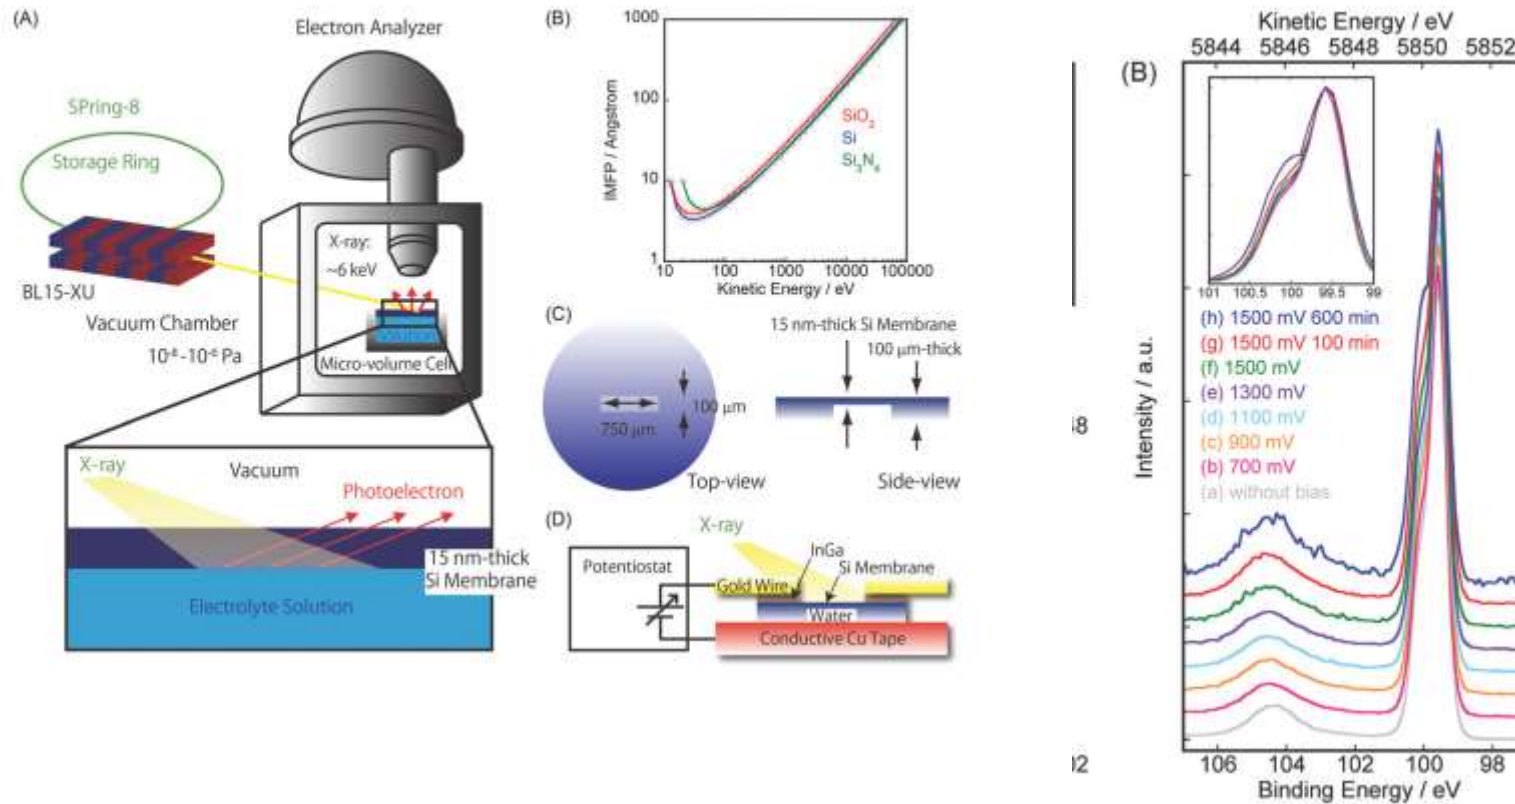 (A)
Electron Analyzer
SPring-8
Storage Ring
X-ray:
~6 keV
BL15-XU
Vacuum Chamber
10⁻⁸ -10⁻⁶ Pa
Solution
Micro-volume Cell
X-ray
Vacuum
Photoelectron
15 nm-thick
Si Membrane
Electrolyte Solution
(B)
1000
100
10
1
IMFP / Angstrom
SiO₂
Si
Si₃N₄
10 100 1000 10000 100000
Kinetic Energy / eV
(C)
15 nm-thick Si Membrane
100 μm-thick
100 μm
750 μm
Top-view
Side-view
(D)
X-ray
InGa
Si Membrane
Potentiostat
Gold Wire
Water
Conductive Cu Tape
Kinetic Energy / eV
5844 5846 5848 5850 5852
(B)
101 100.5 100 99.5 99
(h) 1500 mV 600 min
(g) 1500 mV 100 min
(f) 1500 mV
(e) 1300 mV
(d) 1100 mV
(c) 900 mV
(b) 700 mV
(a) without bias
Intensity / a.u.
106 104 102 100 98
Binding Energy / eV